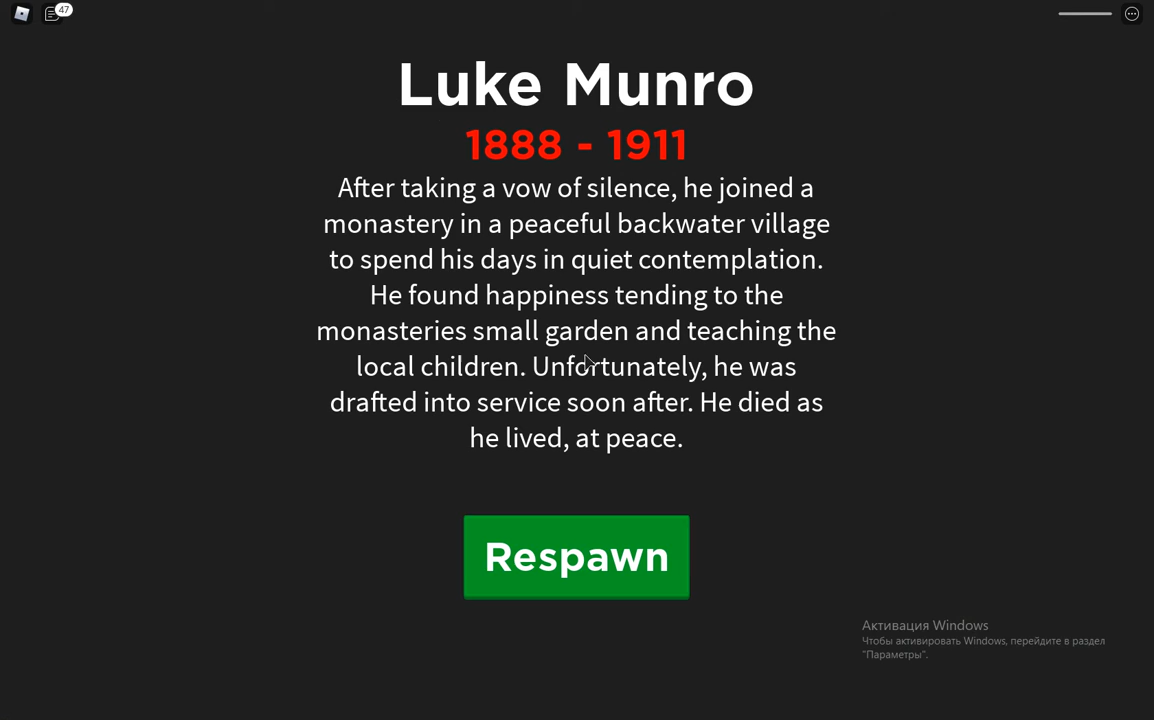 47
Luke Munro
1888 - 1911
After taking a vow of silence, he joined a
monastery in a peaceful backwater village
to spend his days in quiet contemplation.
He found happiness tending to the
monasteries small garden and teaching the
local children. Unfortunately, he was
drafted into service soon after. He died as
he lived, at peace.
Respawn
Активация Windows
Чтобы активировать Windows, перейдите в раздел
"Параметры".